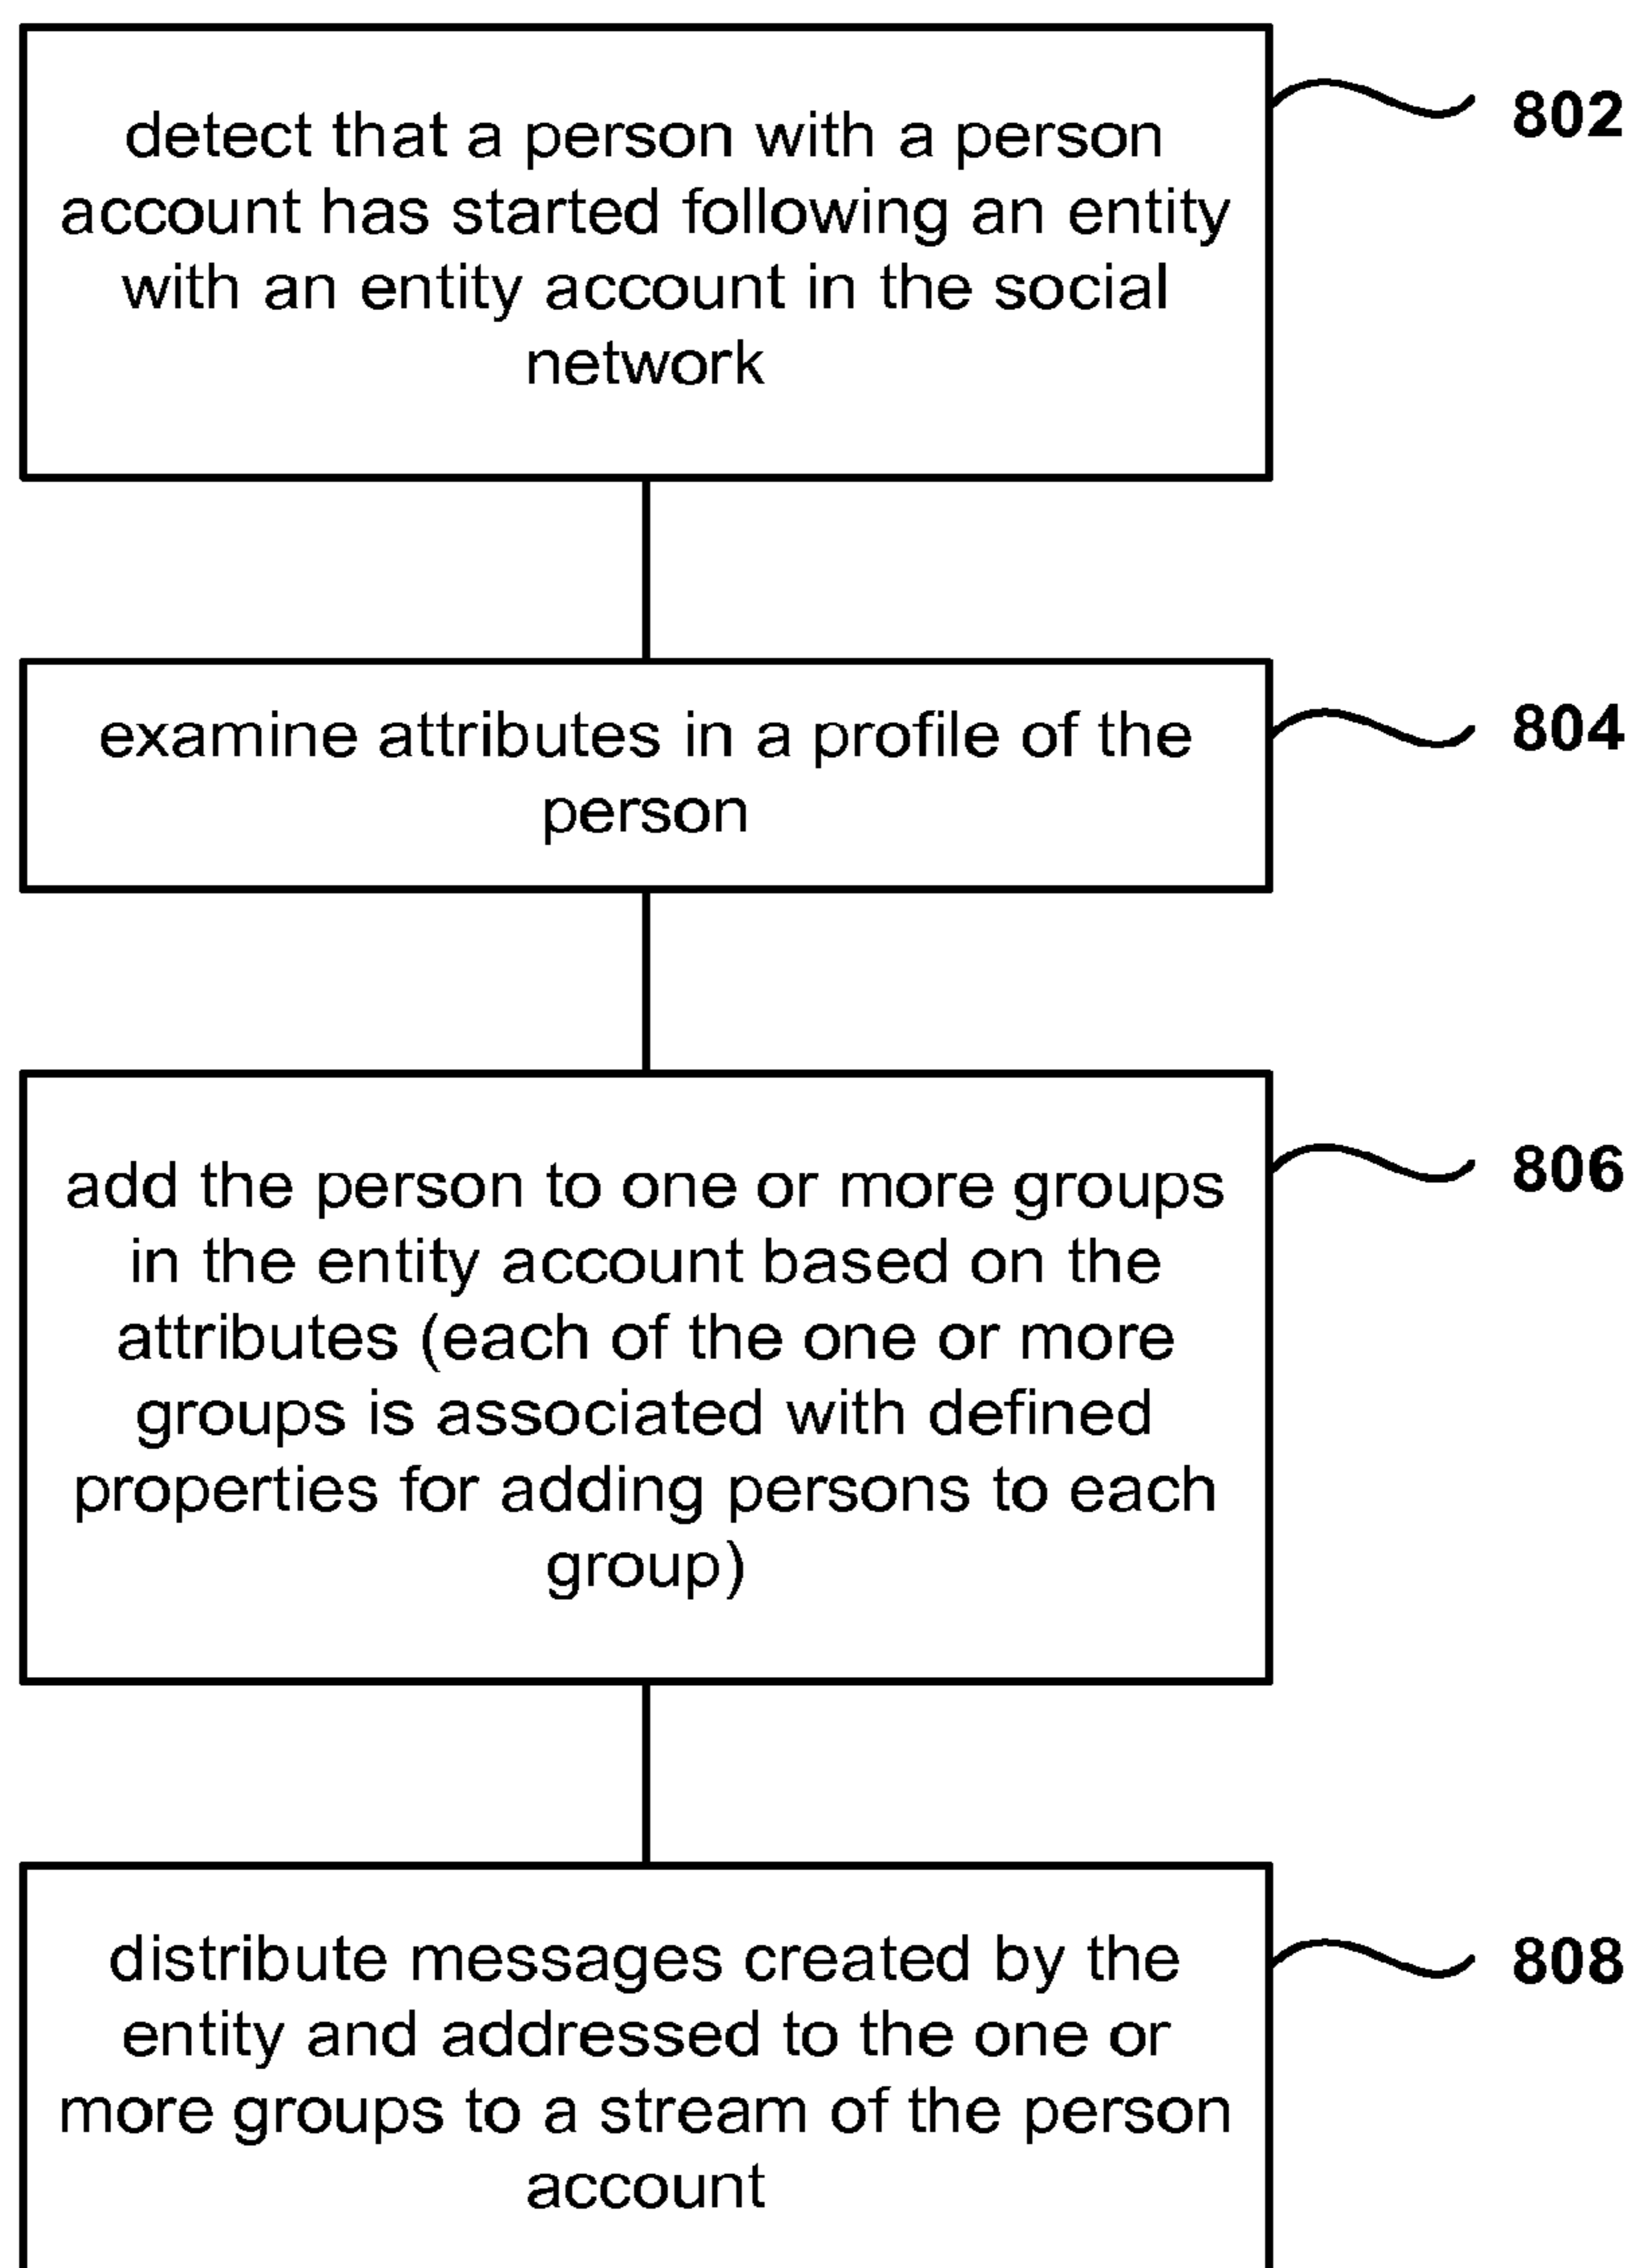 detect that a person with a person
account has started following an entity
with an entity account in the social
network
802
examine attributes in a profile of the
person
804
add the person to one or more groups
in the entity account based on the
attributes (each of the one or more
groups is associated with defined
properties for adding persons to each
group)
806
distribute messages created by the
entity and addressed to the one or
more groups to a stream of the person
account
808